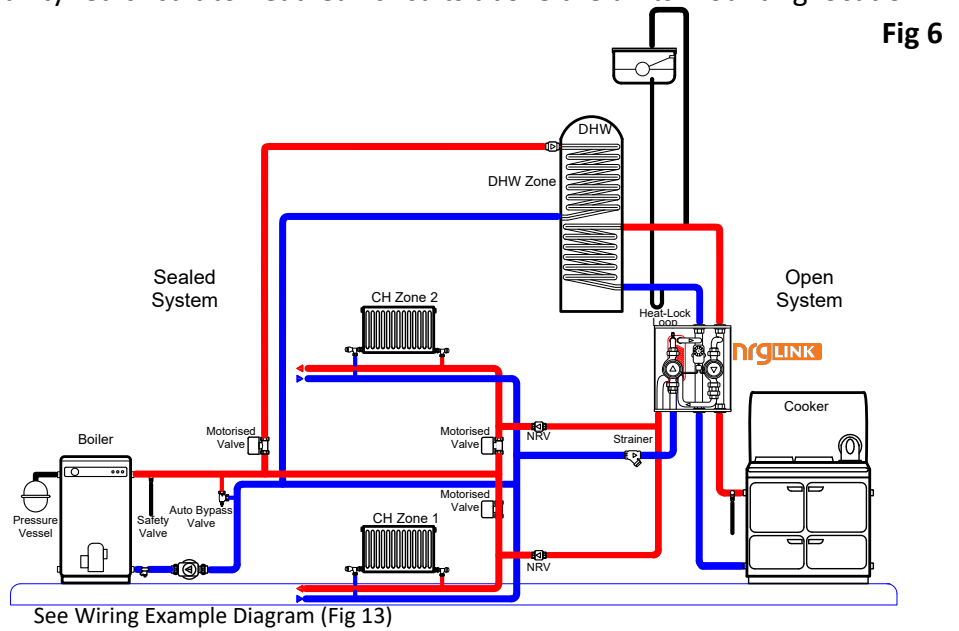 Fig 6
DHW
DHW Zone
Sealed
System
Open
System
CH Zone 2
Heat-Lock
Loop
nrgLINK
Cooker
Boiler
Motorised
Valve
Motorised
Valve
NRV
Strainer
Motorised
Valve
Pressure
Vessel
Safety
Valve
Auto Bypass
Valve
CH Zone 1
NRV
See Wiring Example Diagram (Fig 13)